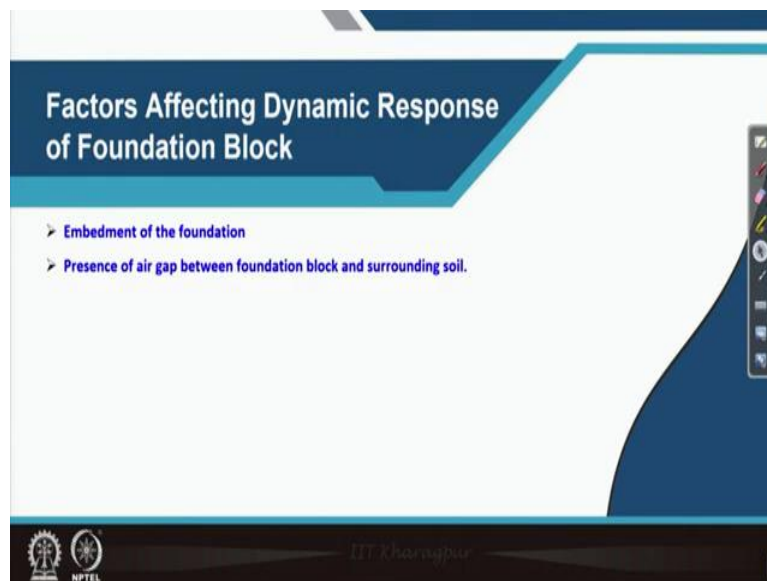 Factors Affecting Dynamic Response
of Foundation Block
➢ Embedment of the foundation
➢ Presence of air gap between foundation block and surrounding soil.
IIT Kharagpur
NPTEL